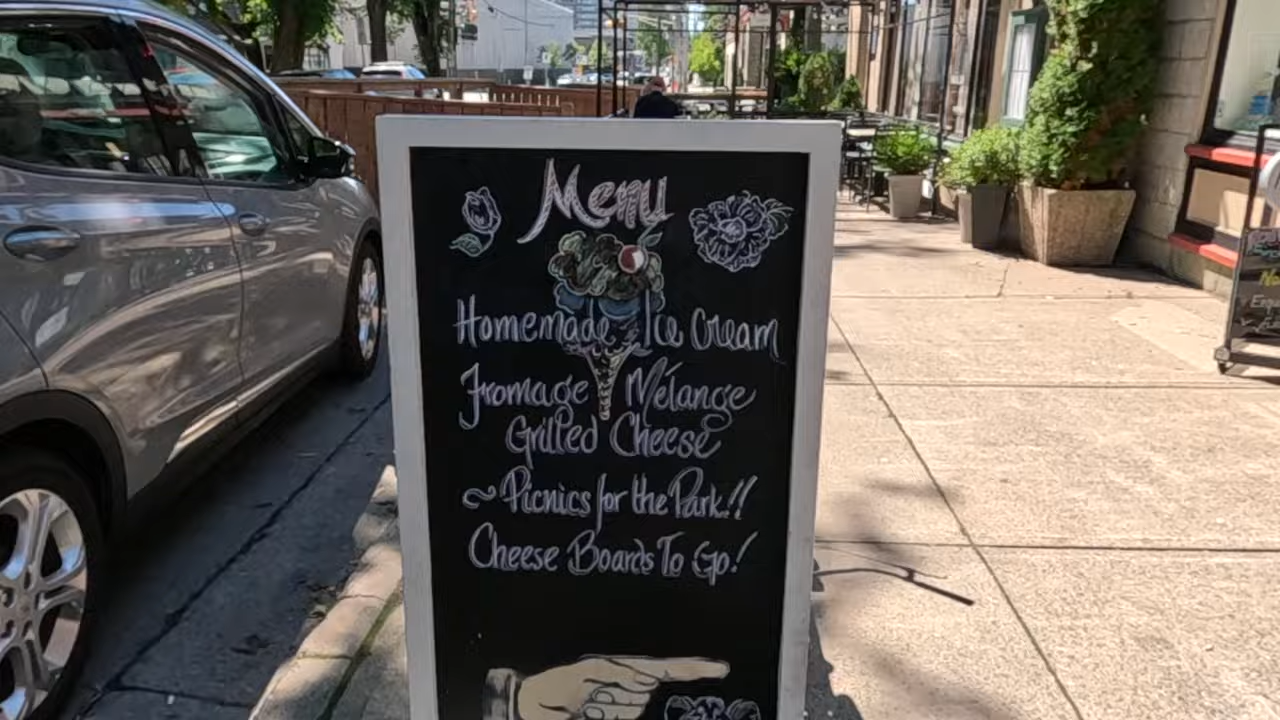 Menu
Homemade Ice Cream
Fromage Mélange
Grilled Cheese
~ Picnics for the Park!!
Cheese Boards To Go!